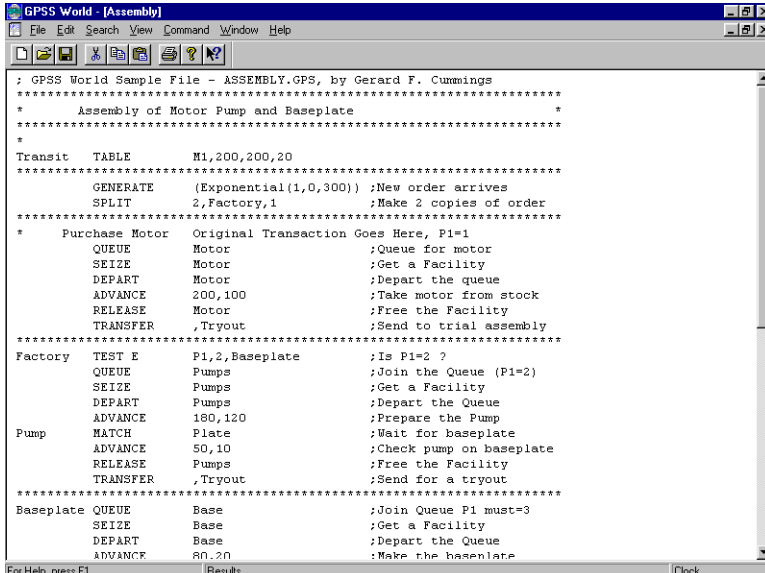 GPSS World - [Assembly]
File Edit Search View Command Window Help
; GPSS World Sample File - ASSEMBLY.GPS, by Gerard F. Cummings
***********************************************************************
* Assembly of Motor Pump and Baseplate *
***********************************************************************
*
Transit TABLE M1,200,200,20
***********************************************************************
GENERATE (Exponential(1,0,300)) ;New order arrives
SPLIT 2,Factory,1 ;Make 2 copies of order
***********************************************************************
* Purchase Motor Original Transaction Goes Here, P1=1
QUEUE Motor ;Queue for motor
SEIZE Motor ;Get a Facility
DEPART Motor ;Depart the queue
ADVANCE 200,100 ;Take motor from stock
RELEASE Motor ;Free the Facility
TRANSFER ,Tryout ;Send to trial assembly
***********************************************************************
Factory TEST E P1,2,Baseplate ;Is P1=2 ?
QUEUE Pumps ;Join the Queue (P1=2)
SEIZE Pumps ;Get a Facility
DEPART Pumps ;Depart the Queue
ADVANCE 180,120 ;Prepare the Pump
Pump MATCH Plate ;Wait for baseplate
ADVANCE 50,10 ;Check pump on baseplate
RELEASE Pumps ;Free the Facility
TRANSFER ,Tryout ;Send for a tryout
***********************************************************************
Baseplate QUEUE Base ;Join Queue P1 must=3
SEIZE Base ;Get a Facility
DEPART Base ;Depart the Queue
ADVANCE 80,20 ;Make the baseplate
For Help, press F1 Results Clock